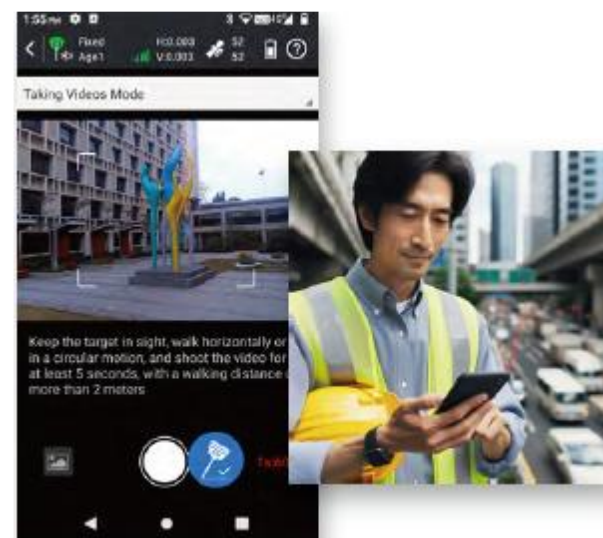 1:55 PM
Fixed
H:0.003
52
Age1
V:0.003
52
Taking Videos Mode
Keep the target in sight, walk horizontally or
in a circular motion, and shoot the video for
at least 5 seconds, with a walking distance
more than 2 meters